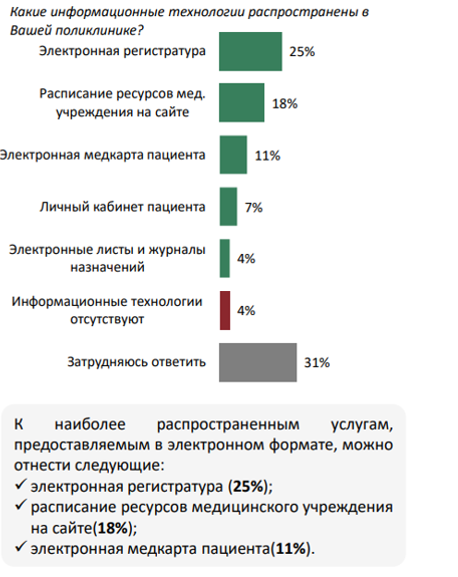 Какие информационные технологии распространены в
Вашей поликлинике?
Электронная регистратура
25%
Расписание ресурсов мед.
учреждения на сайте
18%
Электронная медкарта пациента
11%
Личный кабинет пациента
7%
Электронные листы и журналы
назначений
4%
Информационные технологии
отсутствуют
4%
Затрудняюсь ответить
31%
К наиболее распространенным услугам,
предоставляемым в электронном формате, можно
отнести следующие:
✓ электронная регистратура (25%);
✓ расписание ресурсов медицинского учреждения
на сайте(18%);
✓ электронная медкарта пациента(11%).